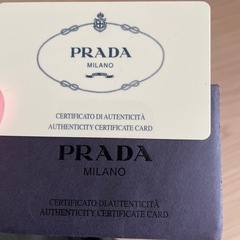 PRADA
MILANO
CERTIFICATO DI AUTENTICITÀ
AUTHENTICITY CERTIFICATE CARD
PRADA
MILANO
CERTIFICATO DI AUTENTICITÀ
AUTHENTICITY CERTIFICATE CARD